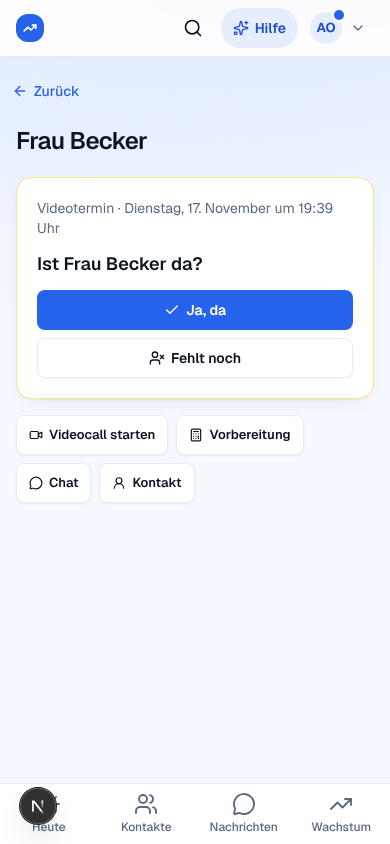 Hilfe
AO
Zurück
Frau Becker
Videotermin · Dienstag, 17. November um 19:39
Uhr
Ist Frau Becker da?
Ja, da
Fehlt noch
Videocall starten
Vorbereitung
Chat
Kontakt
N
Heute
Kontakte
Nachrichten
Wachstum